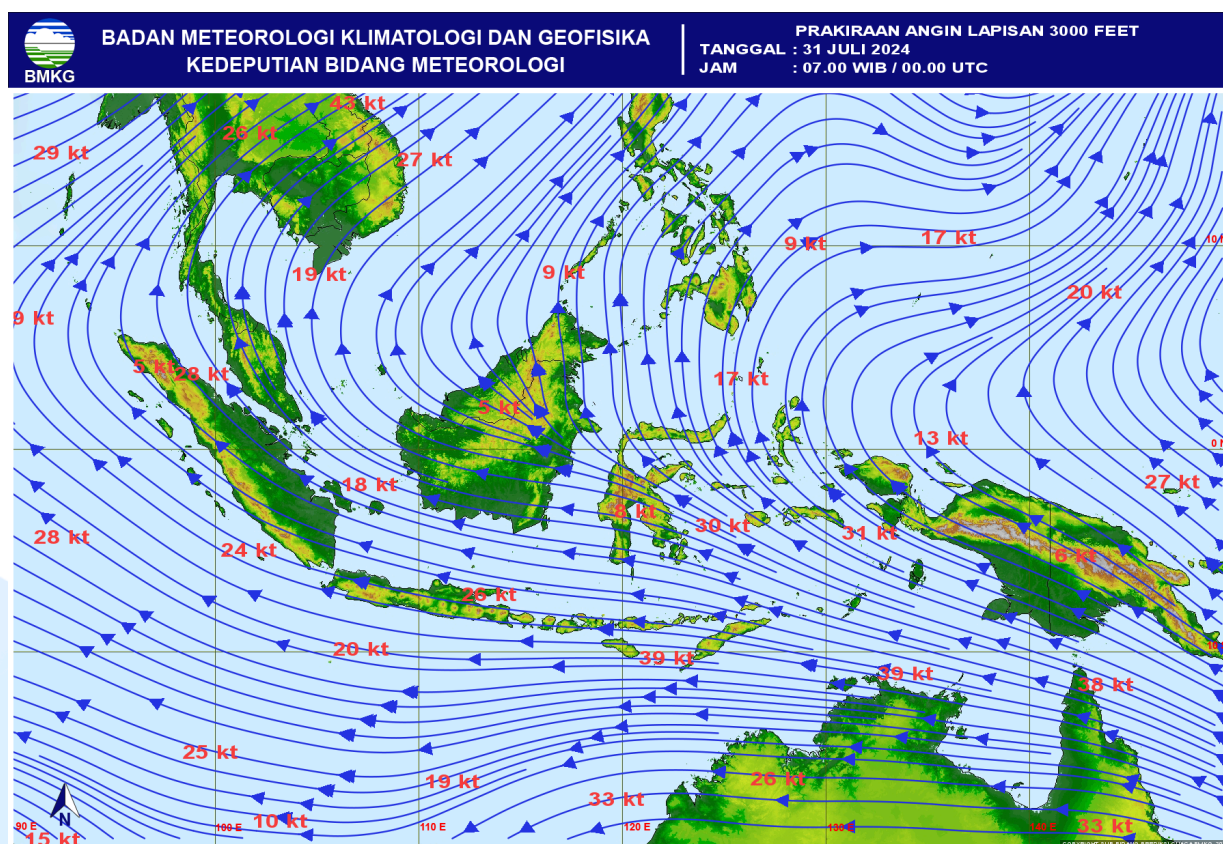 BMKG
BADAN METEOROLOGI KLIMATOLOGI DAN GEOFISIKA
KEDEPUTIAN BIDANG METEOROLOGI
PRAKIRAAN ANGIN LAPISAN 3000 FEET
TANGGAL : 31 JULI 2024
JAM : 07.00 WIB / 00.00 UTC
43 kt
26 kt
29 kt
27 kt
17 kt
9 kt
10 N
19 kt
9 kt
20 kt
9 kt
5 kt
28 kt
17 kt
5 kt
13 kt
0 N
18 kt
27 kt
8 kt
30 kt
31 kt
28 kt
24 kt
6 kt
20 kt
39 kt
10
39 kt
38 kt
25 kt
19 kt
26 kt
33 kt
10 kt
33 kt
N
90 E
100 E
110 E
120 E
130 E
140 E
15 kt